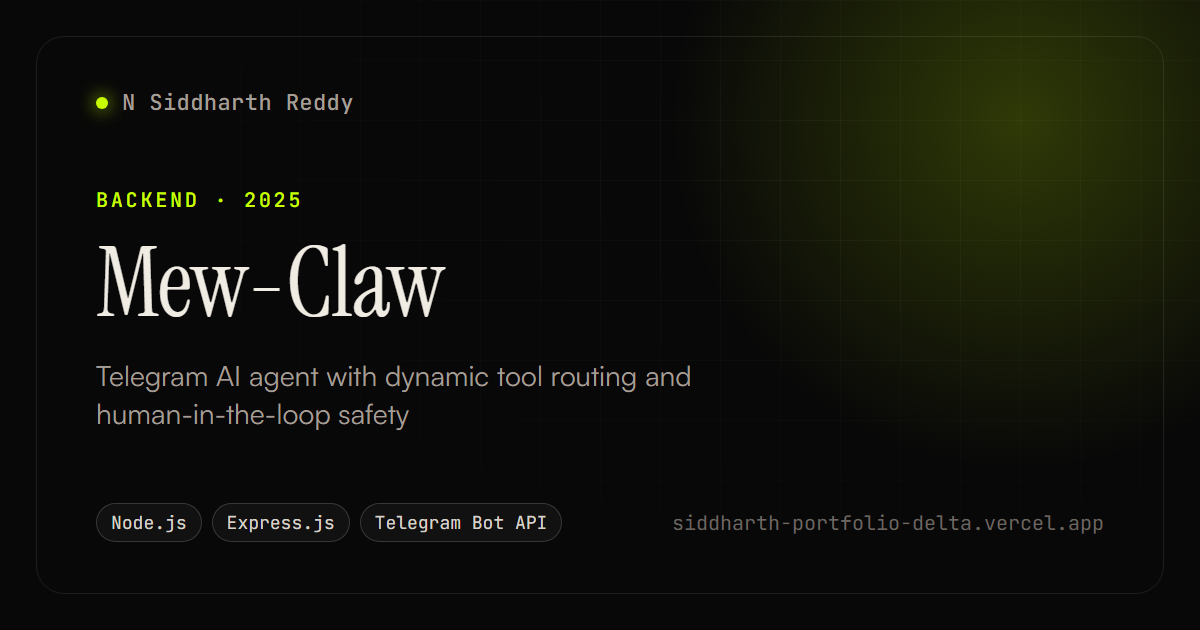 N Siddharth Reddy
BACKEND · 2025
Mew-Claw
Telegram AI agent with dynamic tool routing and
human-in-the-loop safety
Node.js Express.js Telegram Bot API siddharth-portfolio-delta.vercel.app